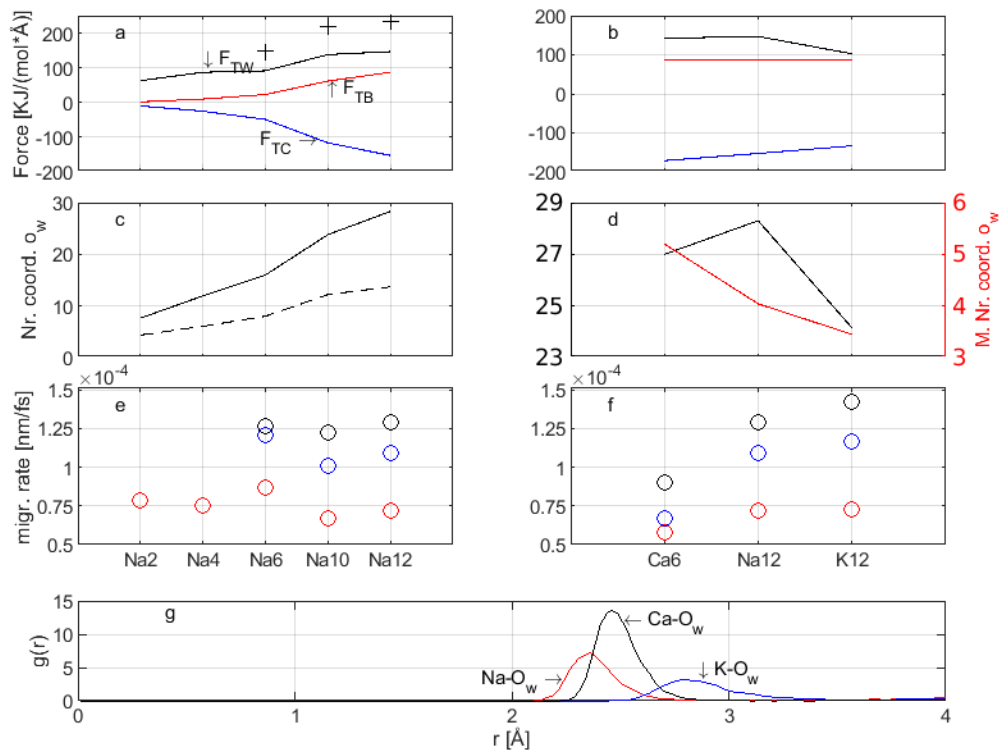 Force [KJ/(mol*Å)]
200
100
0
-100
-200
a
↓ F_TW
↑ F_TB
F_TC →
200
100
0
-100
-200
b
Nr. coord. o_w
30
20
10
0
c
29
27
25
23
d
6
5
4
3
M. Nr. coord. o_w
migr. rate [nm/fs]
×10^-4
1.5
1.25
1
0.75
0.5
e
Na2 Na4 Na6 Na10 Na12
×10^-4
1.5
1.25
1
0.75
0.5
f
Ca6 Na12 K12
g(r)
15
10
5
0
g
← Ca-O_w
Na-O_w →
↓ K-O_w
0 1 2 3 4
r [Å]